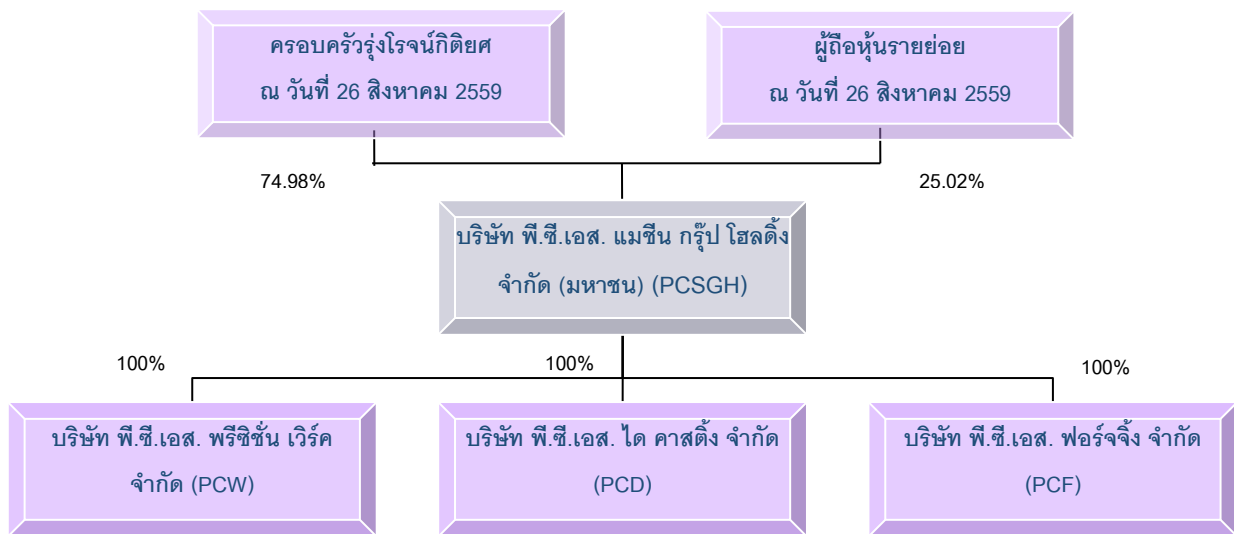 ครอบครัวรุ่งโรจน์กิติยศ
ณ วันที่ 26 สิงหาคม 2559
ผู้ถือหุ้นรายย่อย
ณ วันที่ 26 สิงหาคม 2559
74.98%
25.02%
บริษัท พี.ซี.เอส. แมชีน กรุ๊ป โฮลดิ้ง
จำกัด (มหาชน) (PCSGH)
100%
100%
100%
บริษัท พี.ซี.เอส. พรีซิชั่น เวิร์ค
จำกัด (PCW)
บริษัท พี.ซี.เอส. ได คาสติ้ง จำกัด
(PCD)
บริษัท พี.ซี.เอส. ฟอร์จจิ้ง จำกัด
(PCF)